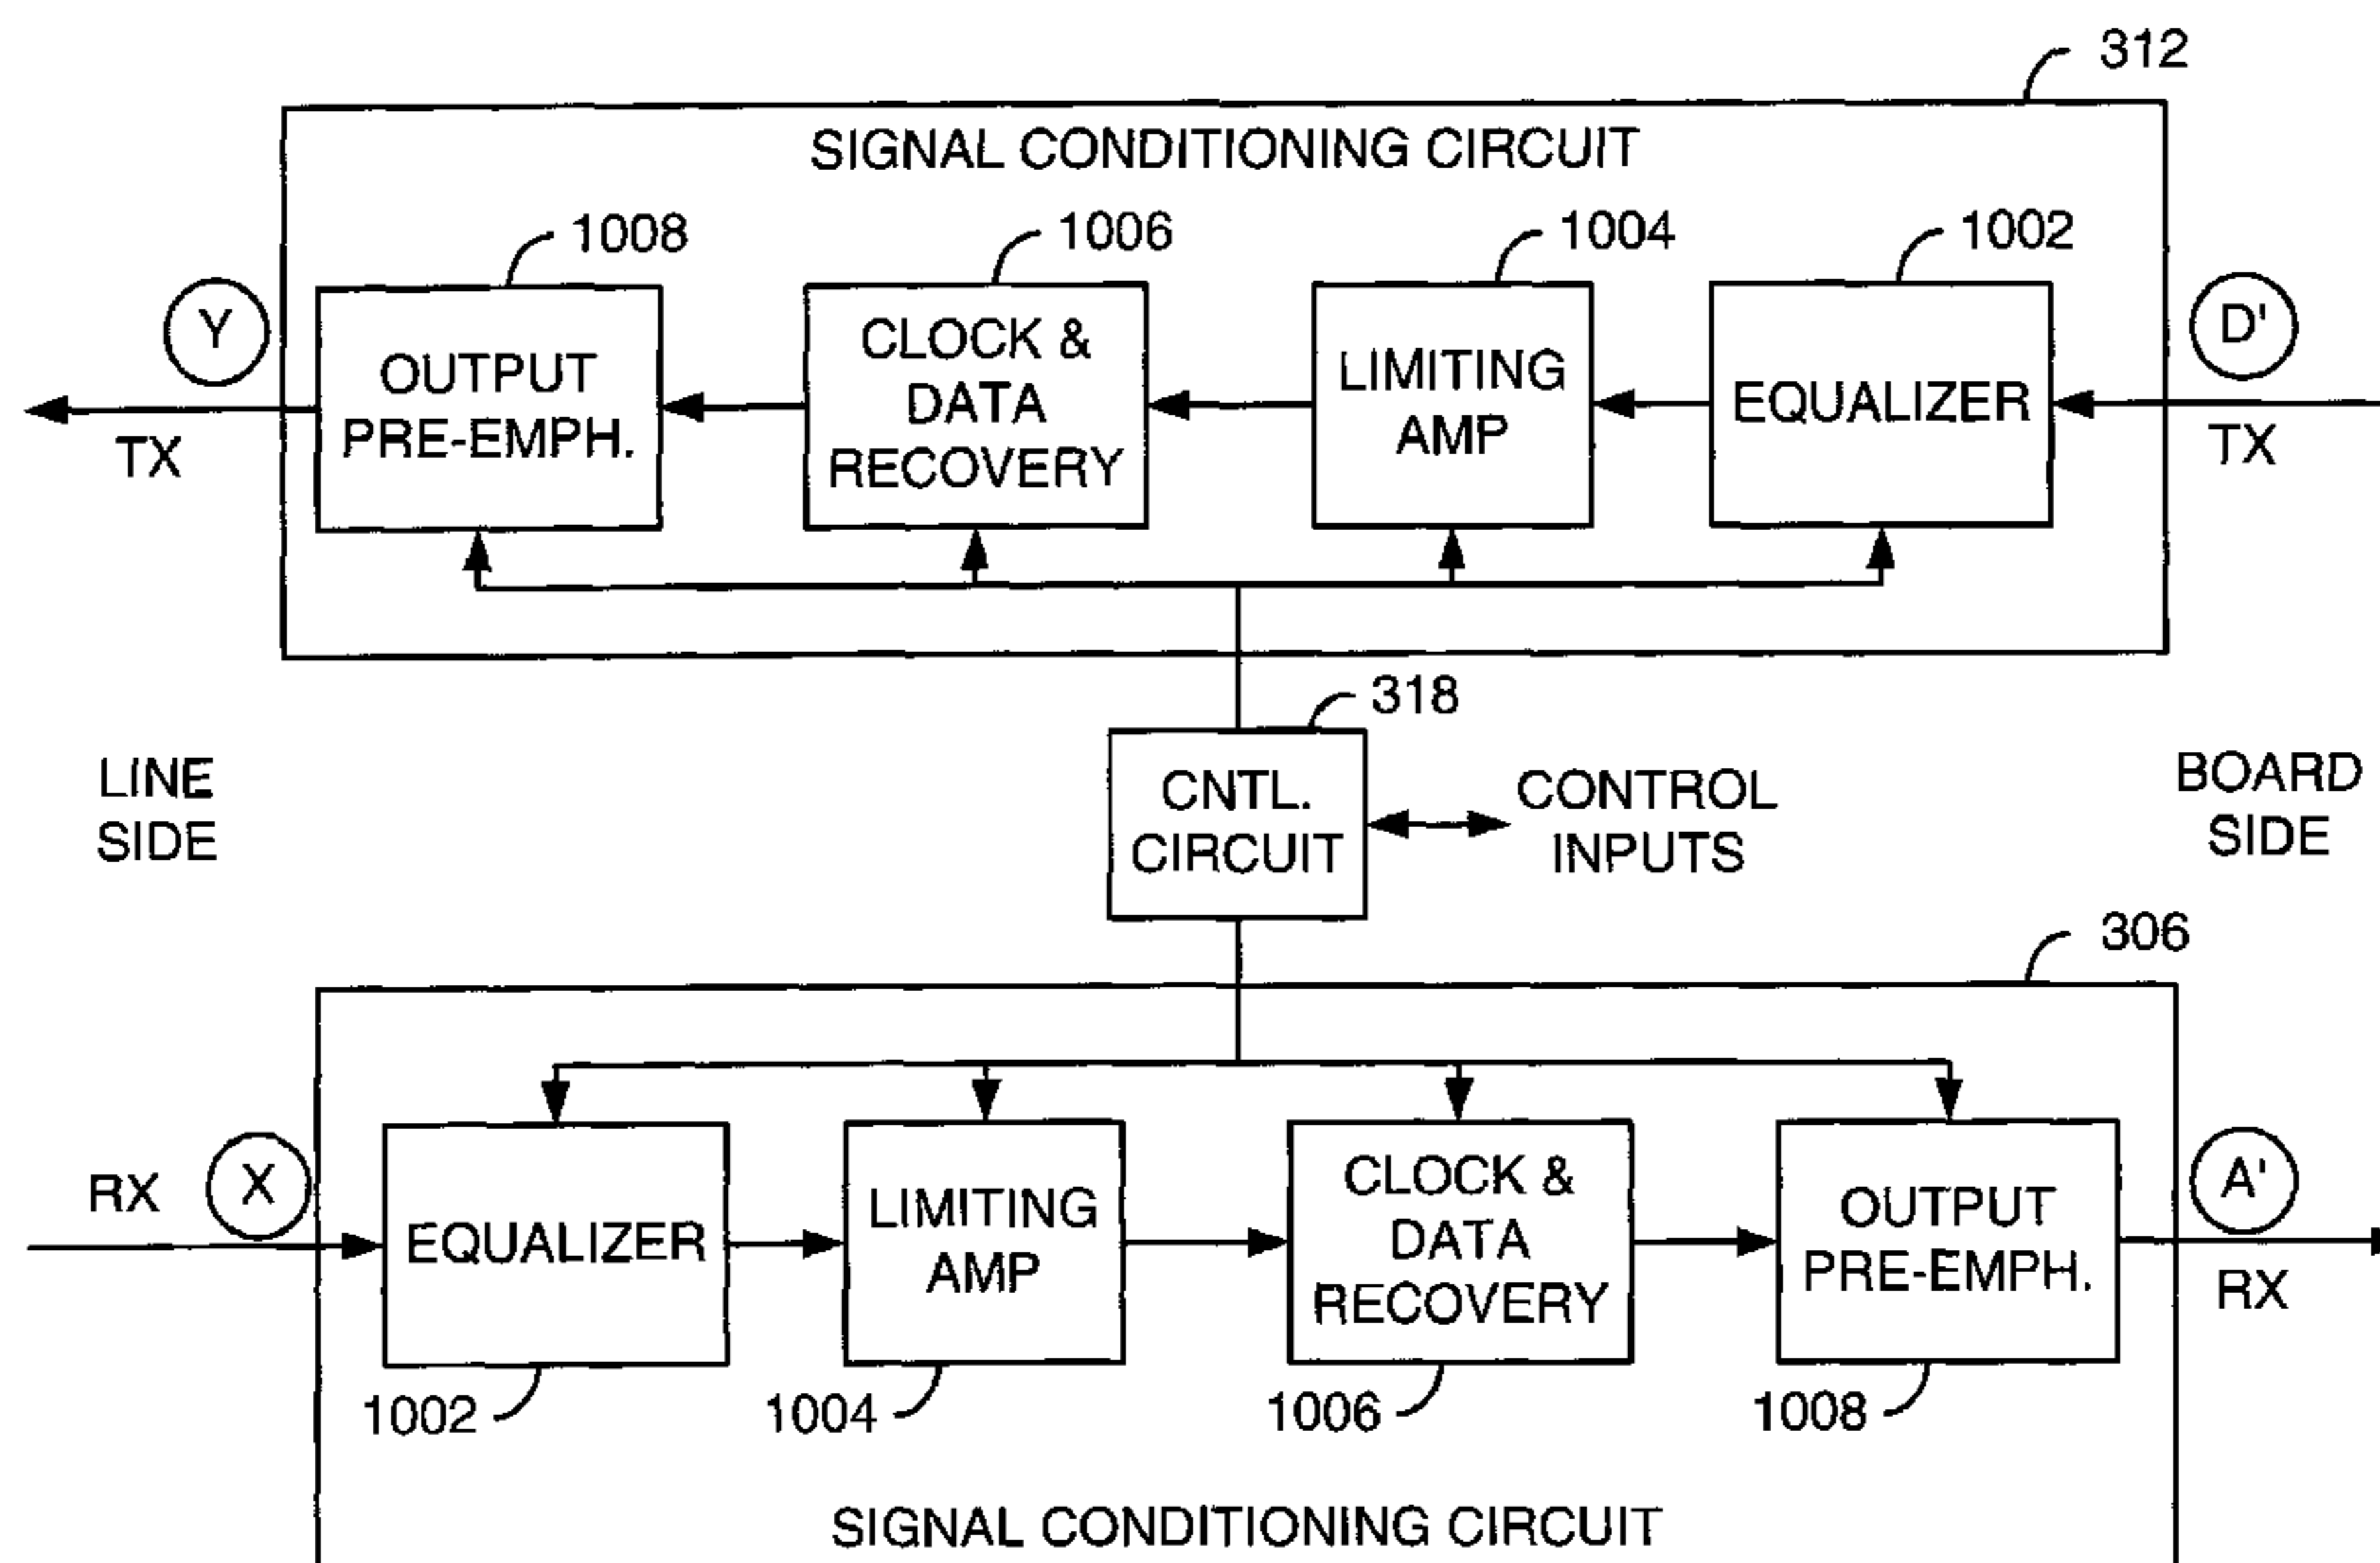 312
SIGNAL CONDITIONING CIRCUIT
1008
1006
1004
1002
Y
D'
OUTPUT
PRE-EMPH.
CLOCK &
DATA
RECOVERY
LIMITING
AMP
EQUALIZER
TX
TX
318
LINE
SIDE
CNTL.
CIRCUIT
CONTROL
INPUTS
BOARD
SIDE
306
RX
X
A'
EQUALIZER
LIMITING
AMP
CLOCK &
DATA
RECOVERY
OUTPUT
PRE-EMPH.
RX
1002
1004
1006
1008
SIGNAL CONDITIONING CIRCUIT